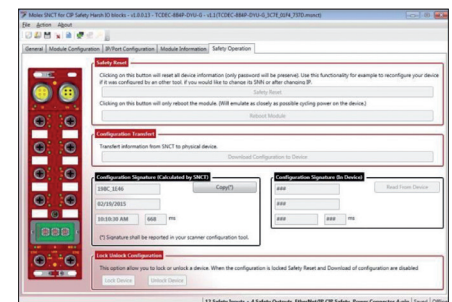 Molex SNCT for CIP Safety Harsh IO blocks - v1.0.0.13 - TCDEC-8B4P-DYU-G - v1.1/TCDEC-8B4P-DYU-G_3C7E_01F4_737D.msnct)
File Action About
General Module Configuration IP/Port Configuration Module Information Safety Operation
Safety Reset
Clicking on this button will reset all device information (only password will be preserve). Use this functionality for example to reconfigure your device
if it was configured by an other tool, if you would like to change its SNN or after changing IP.
Safety Reset
Clicking on this button will only reboot the module. (Will emulate as closely as possible cycling power on the device.)
Reboot Module
Configuration Transfert
Transfert information from SNCT to physical device.
Download Configuration to Device
Configuration Signature (Calculated by SNCT)
Copy(*)
02/19/2015
10:10:30 AM 668 ms
(*) Signature shall be reported in your scanner configuration tool.
Configuration Signature (In Device)
### Read From Device
###
### ### ms
Lock Unlock Configuration
This option allow you to lock or unlock a device. When the configuration is locked Safety Reset and Download of configuration are disabled
Lock Device Unlock Device
12 Safety Inputs + 4 Safety Outputs, EtherNet/IP CIP Safety, Power Connector 4-pin Target Offline